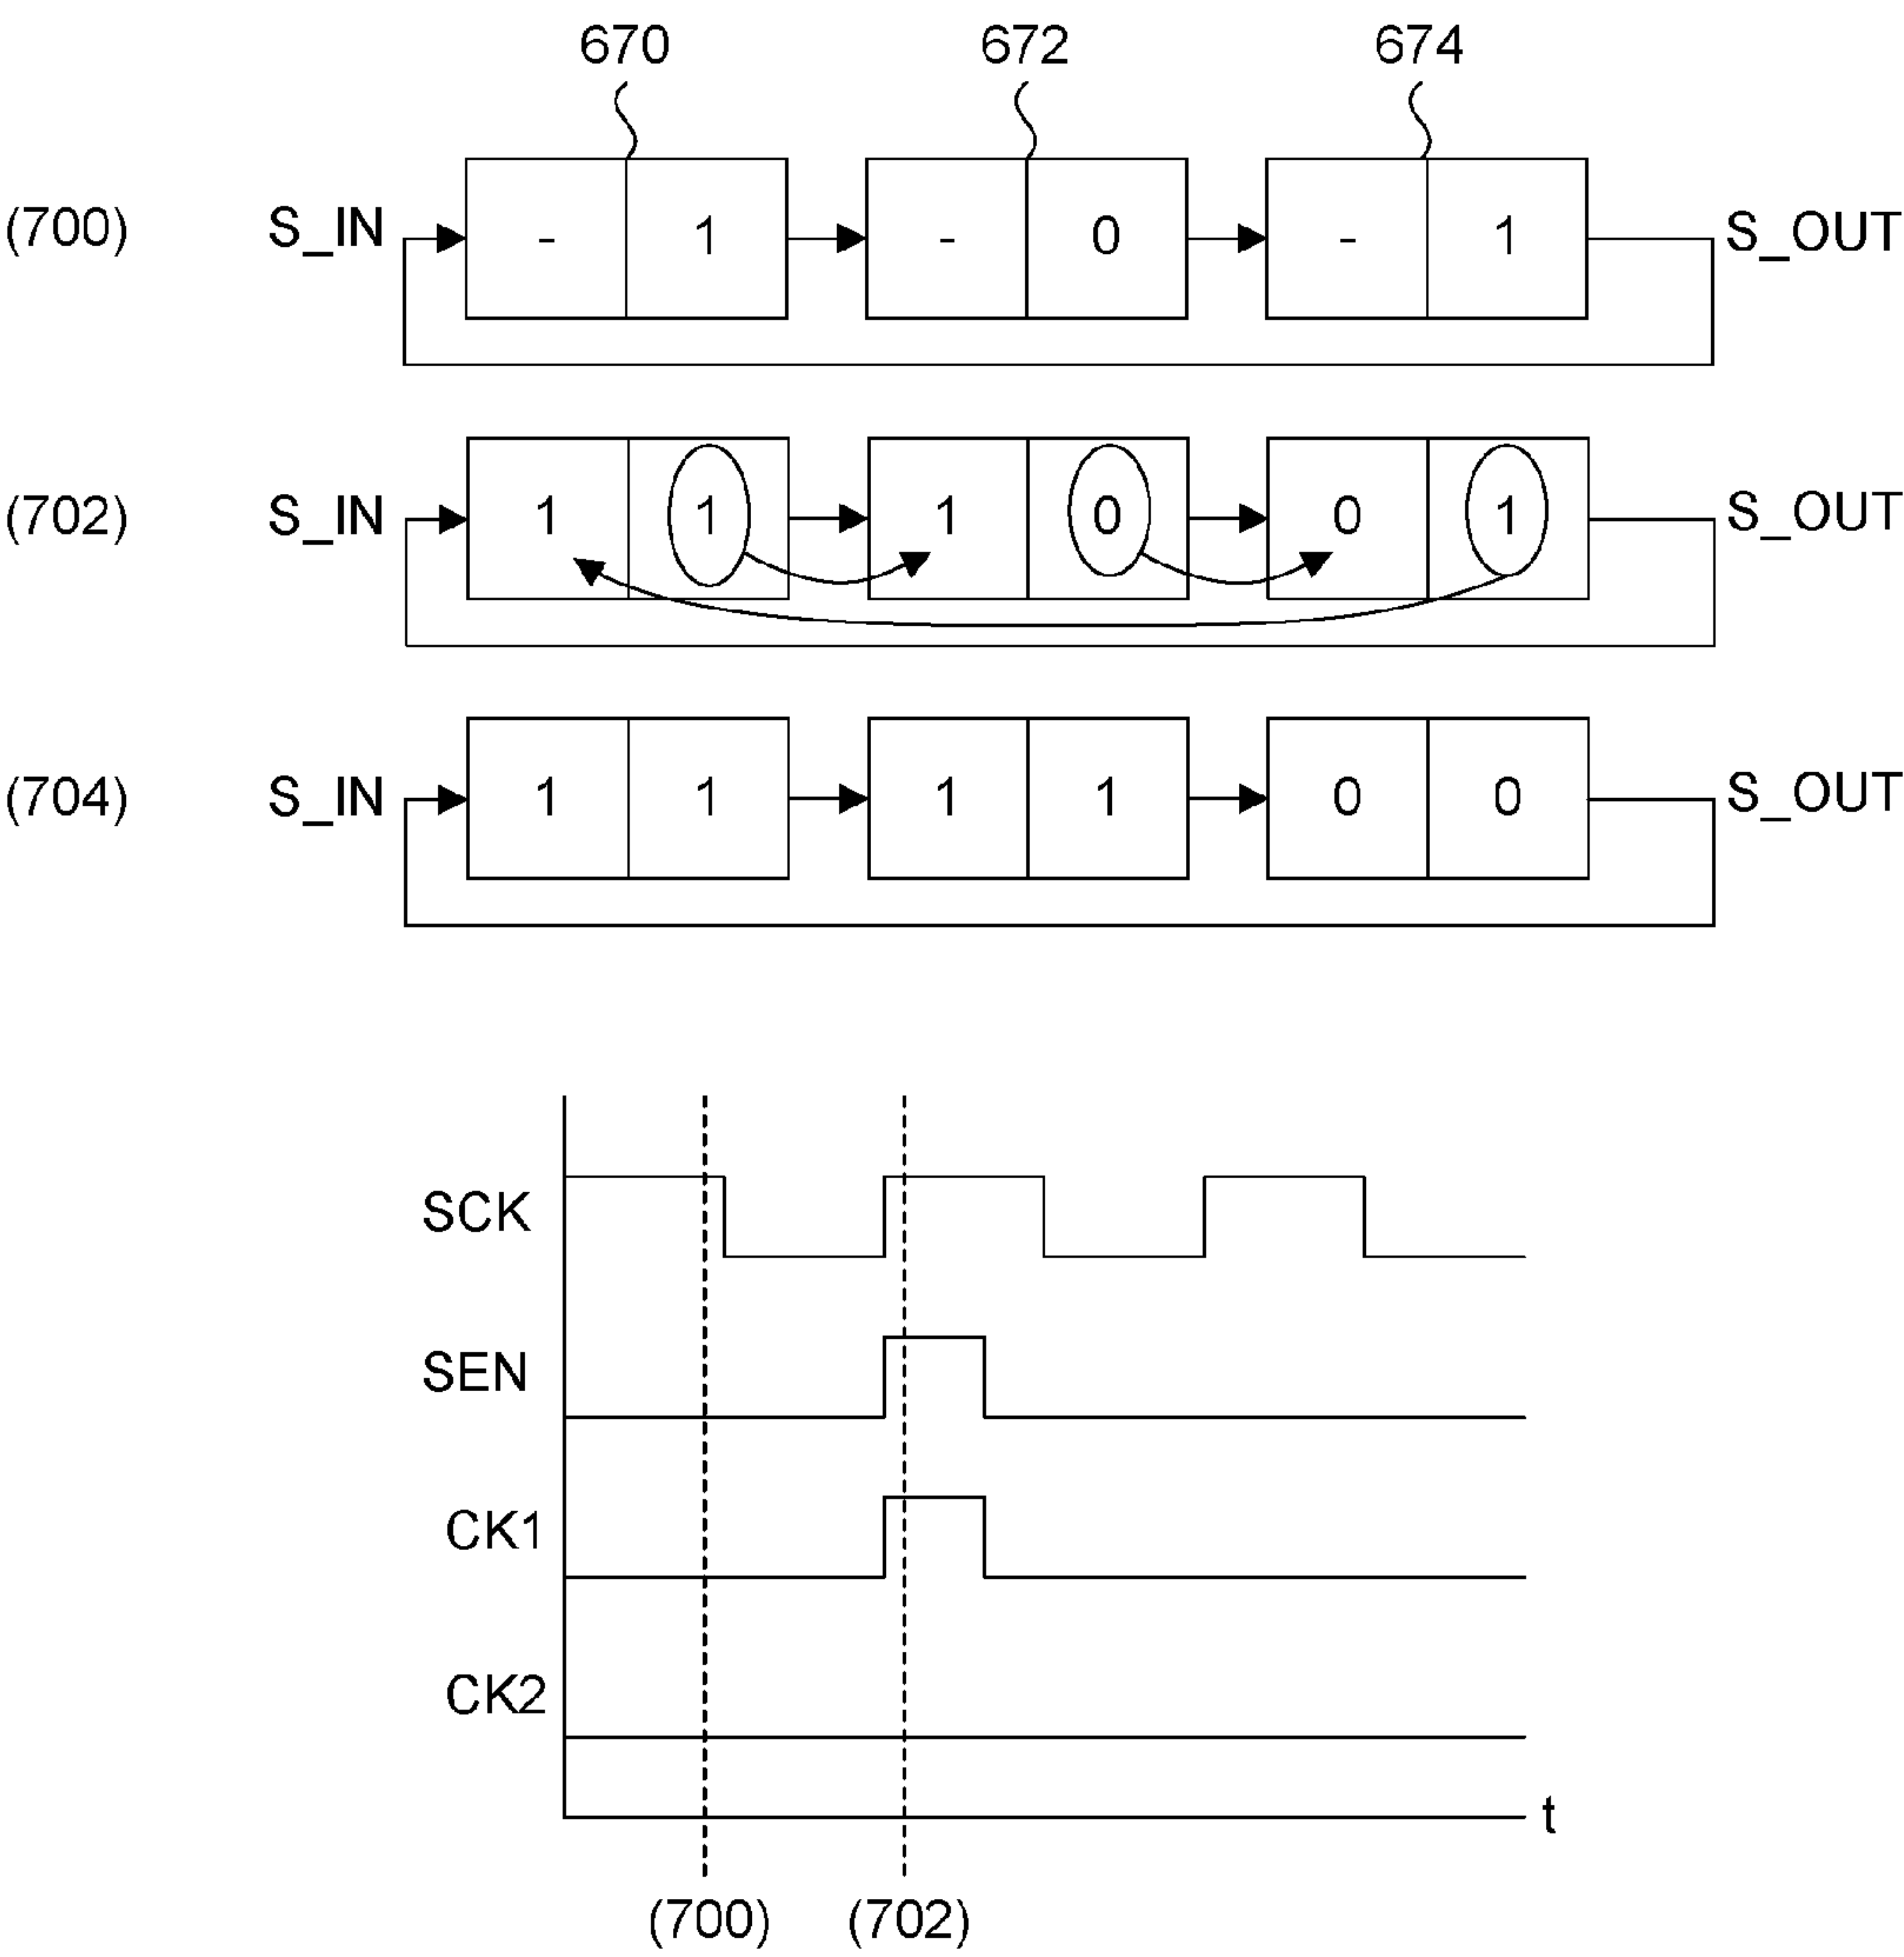 670 672 674
(700) S_IN - 1 - 0 - 1 S_OUT
(702) S_IN 1 1 1 0 0 1 S_OUT
(704) S_IN 1 1 1 1 0 0 S_OUT
SCK
SEN
CK1
CK2
t
(700) (702)